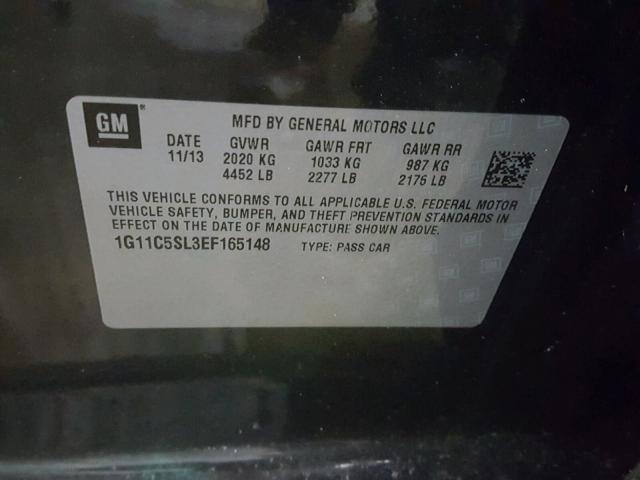 GM
MFD BY GENERAL MOTORS LLC
DATE GVWR GAWR FRT GAWR RR
11/13 2020 KG 1033 KG 987 KG
4452 LB 2277 LB 2176 LB
THIS VEHICLE CONFORMS TO ALL APPLICABLE U.S. FEDERAL MOTOR
VEHICLE SAFETY, BUMPER, AND THEFT PREVENTION STANDARDS IN
EFFECT ON THE DATE OF MANUFACTURE SHOWN ABOVE.
1G11C5SL3EF165148 TYPE: PASS CAR